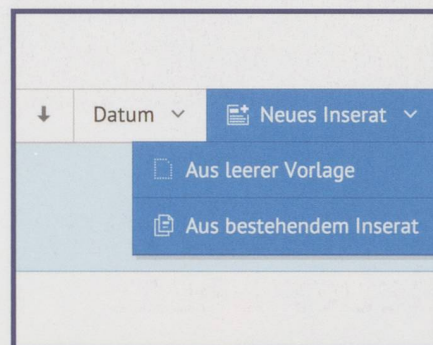 Datum
Neues Inserat
Aus leerer Vorlage
Aus bestehendem Inserat